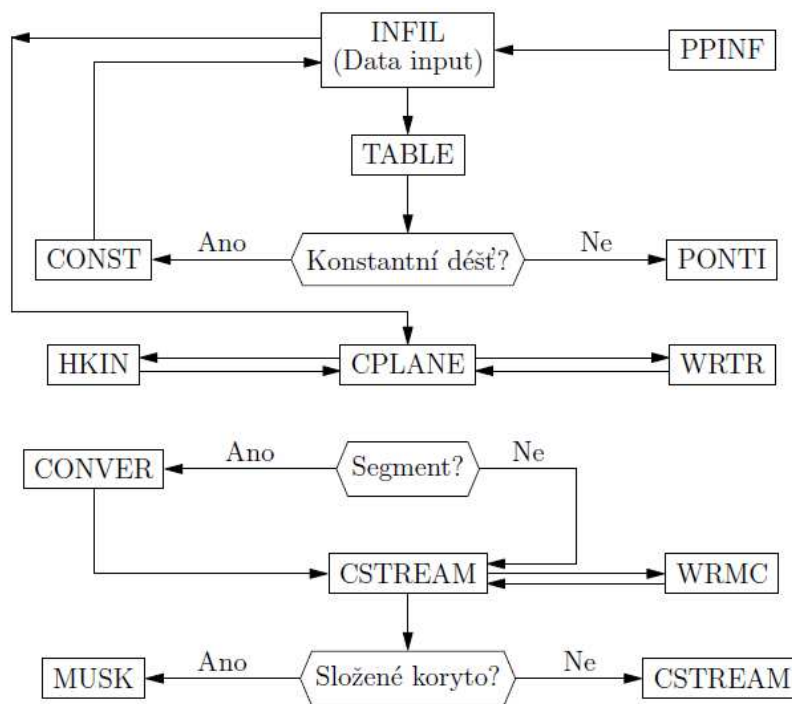 INFIL
(Data input)
PPINF
TABLE
CONST
Ano
Konstantní déšť?
Ne
PONTI
HKIN
CPLANE
WRTR
CONVER
Ano
Segment?
Ne
CSTREAM
WRMC
MUSK
Ano
Složené koryto?
Ne
CSTREAM